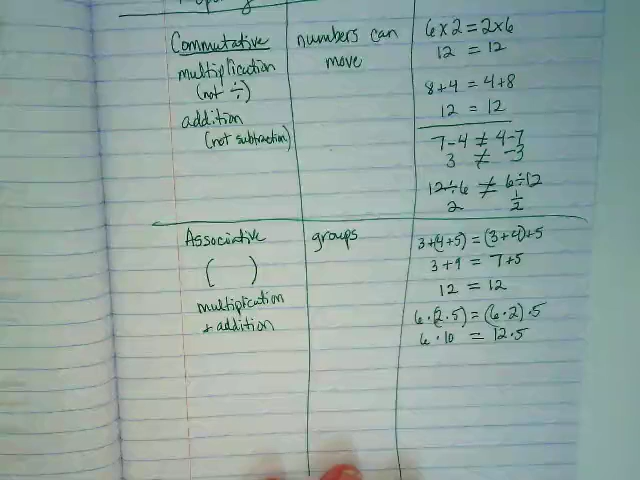 Commutative
multiplication
(not ÷)
addition
(not subtraction)
numbers can
move
6 × 2 = 2 × 6
12 = 12
8 + 4 = 4 + 8
12 = 12
7 - 4 ≠ 4 - 7
3 ≠ -3
12 ÷ 6 ≠ 6 ÷ 12
2 1/2
Associative
( )
multiplication
+ addition
groups
3+(4+5) = (3+4)+5
3 + 9 = 7 + 5
12 = 12
6 · (2 · 5) = (6 · 2) · 5
6 · 10 = 12 · 5